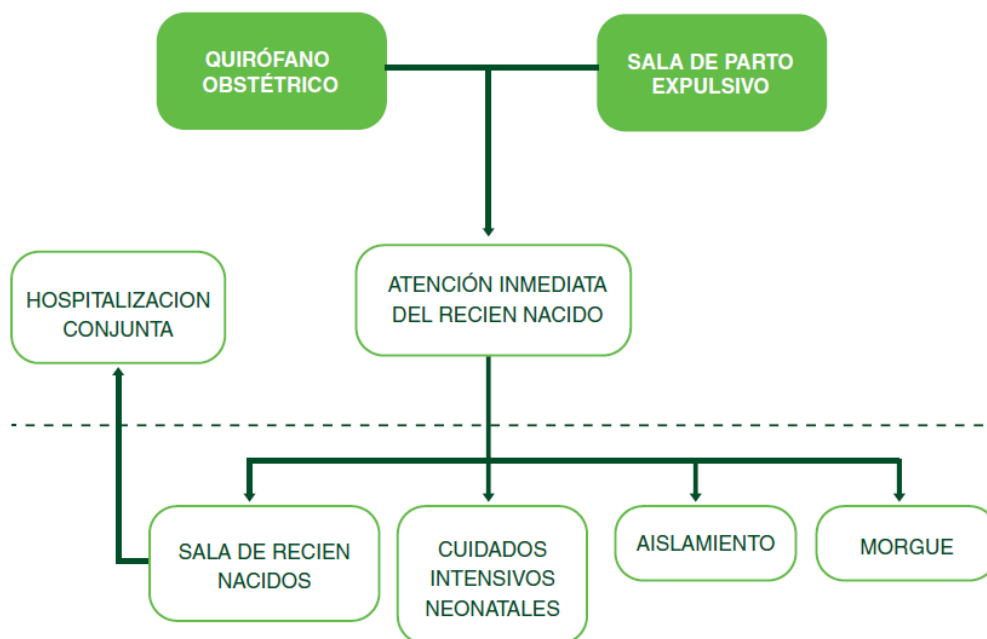 QUIRÓFANO
OBSTÉTRICO
SALA DE PARTO
EXPULSIVO
HOSPITALIZACION
CONJUNTA
ATENCIÓN INMEDIATA
DEL RECIEN NACIDO
SALA DE RECIEN
NACIDOS
CUIDADOS
INTENSIVOS
NEONATALES
AISLAMIENTO
MORGUE